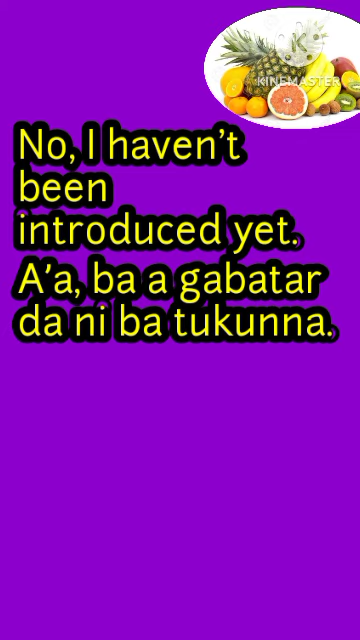 KINEMASTER
No, I haven't
been
introduced yet.
A'a, ba a gabatar
da ni ba tukunna.